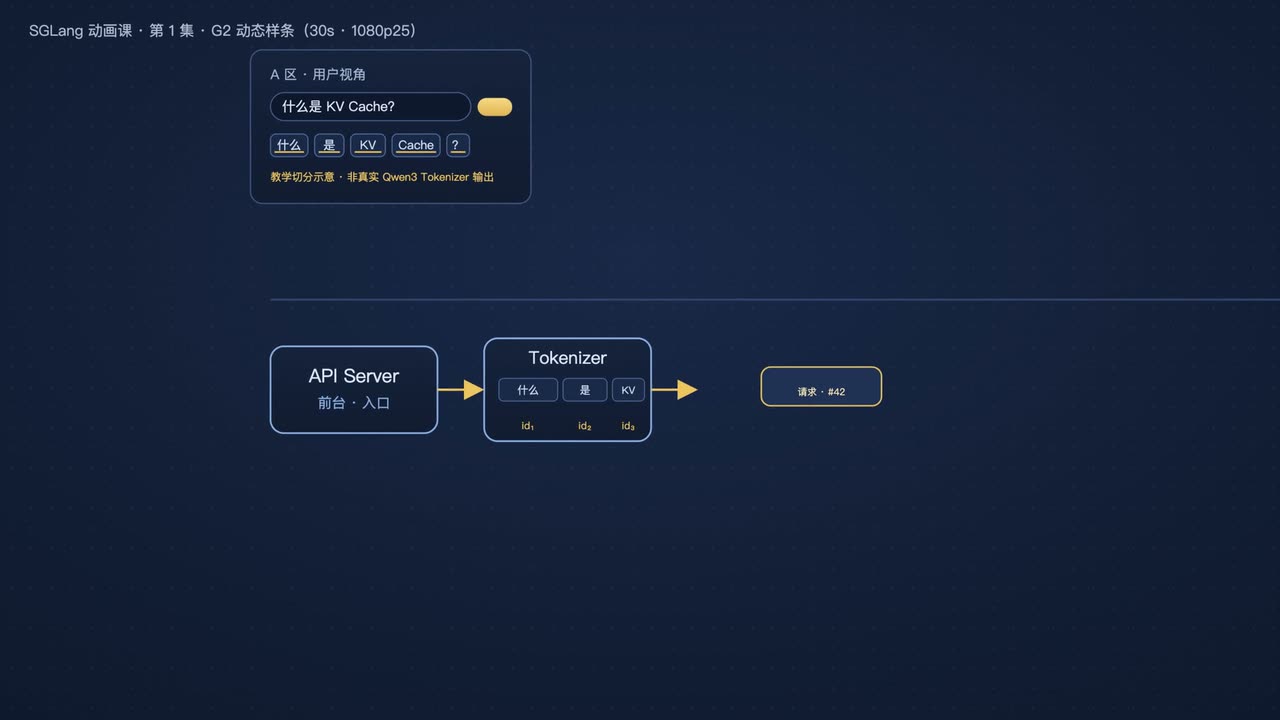 SGLang 动画课 · 第 1 集 · G2 动态样条（30s · 1080p25）
A 区 · 用户视角
什么是 KV Cache?
什么 是 KV Cache ?
教学切分示意 · 非真实 Qwen3 Tokenizer 输出
API Server
前台 · 入口
Tokenizer
什么 是 KV
id₁ id₂ id₃
请求 · #42